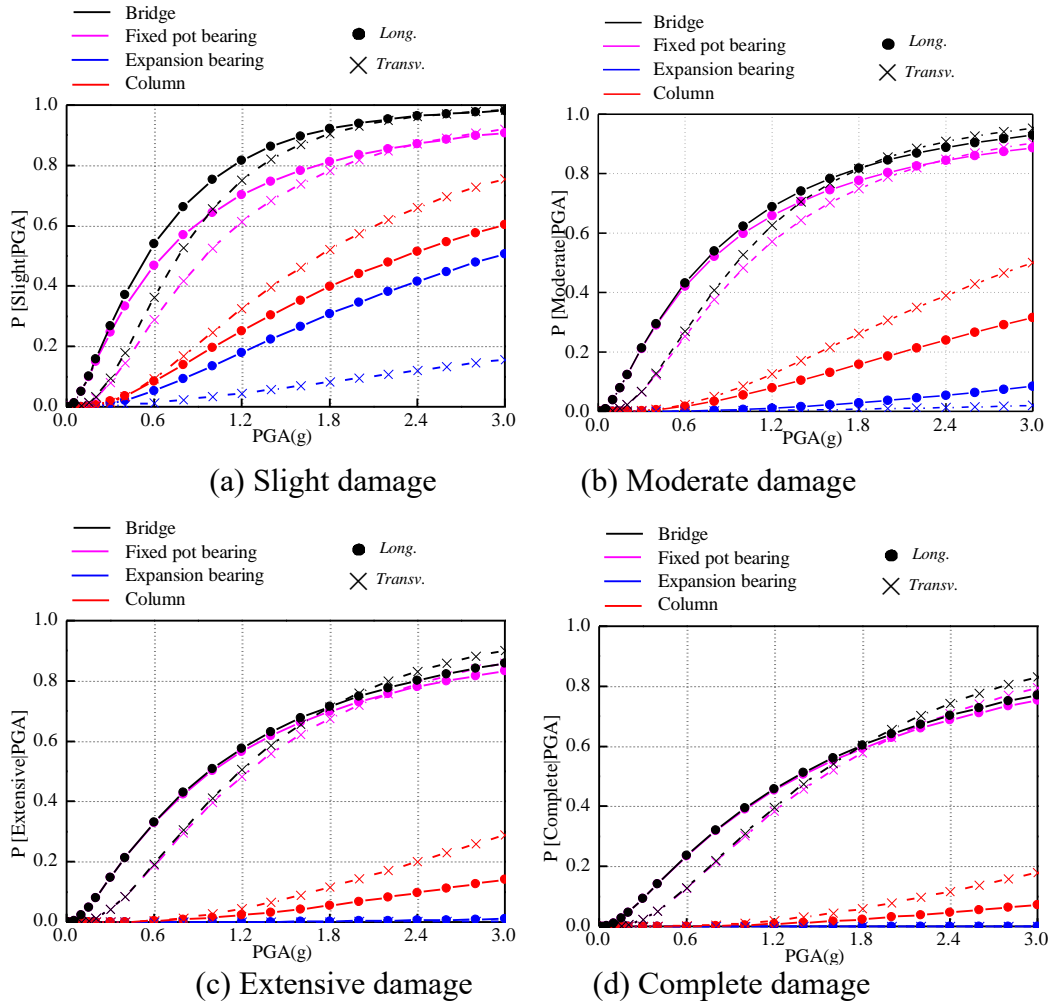 Bridge
Fixed pot bearing
Expansion bearing
Column
Long.
Transv.
P [Slight|PGA]
1.0
0.8
0.6
0.4
0.2
0.0
0.0 0.6 1.2 1.8 2.4 3.0
PGA(g)
(a) Slight damage
Bridge
Fixed pot bearing
Expansion bearing
Column
Long.
Transv.
P [Moderate|PGA]
1.0
0.8
0.6
0.4
0.2
0.0
0.0 0.6 1.2 1.8 2.4 3.0
PGA(g)
(b) Moderate damage
Bridge
Fixed pot bearing
Expansion bearing
Column
Long.
Transv.
P [Extensive|PGA]
1.0
0.8
0.6
0.4
0.2
0.0
0.0 0.6 1.2 1.8 2.4 3.0
PGA(g)
(c) Extensive damage
Bridge
Fixed pot bearing
Expansion bearing
Column
Long.
Transv.
P [Complete|PGA]
1.0
0.8
0.6
0.4
0.2
0.0
0.0 0.6 1.2 1.8 2.4 3.0
PGA(g)
(d) Complete damage